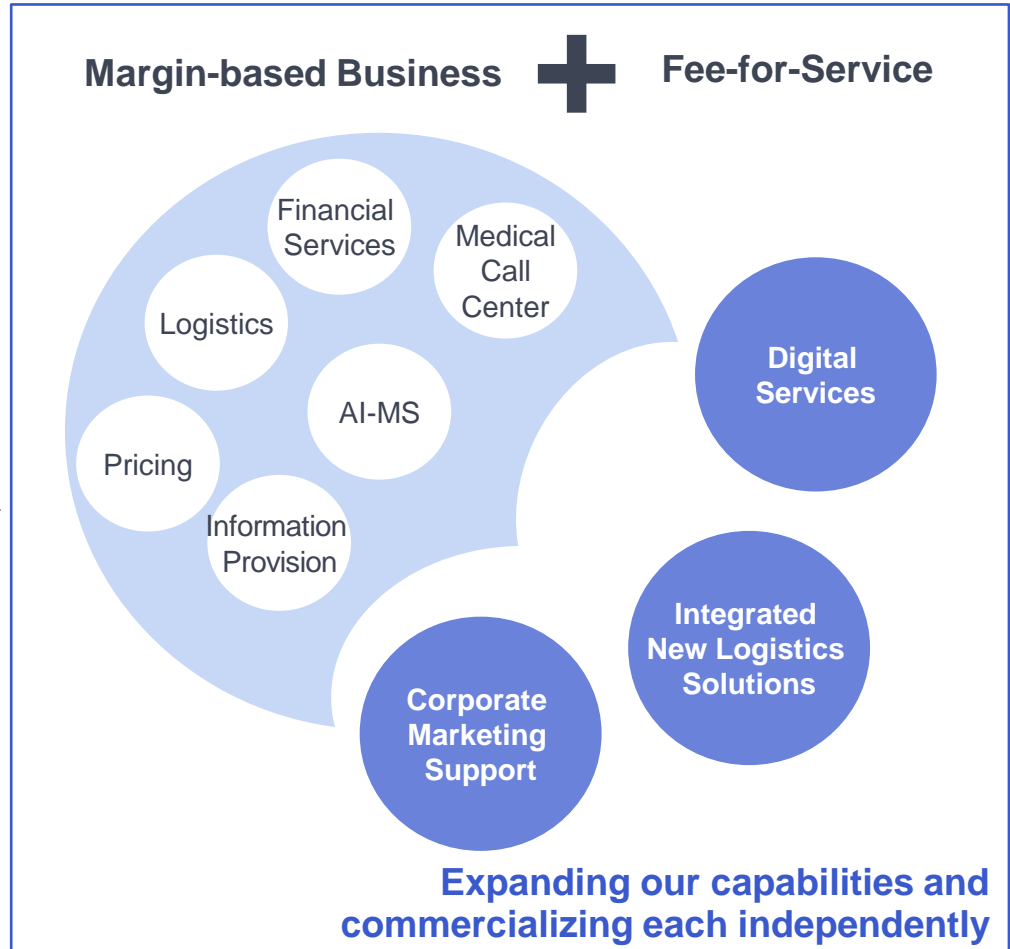 Margin-based Business + Fee-for-Service
Financial
Services
Medical
Call
Center
Logistics
AI-MS
Pricing
Information
Provision
Digital
Services
Integrated
New Logistics
Solutions
Corporate
Marketing
Support
Expanding our capabilities and
commercializing each independently